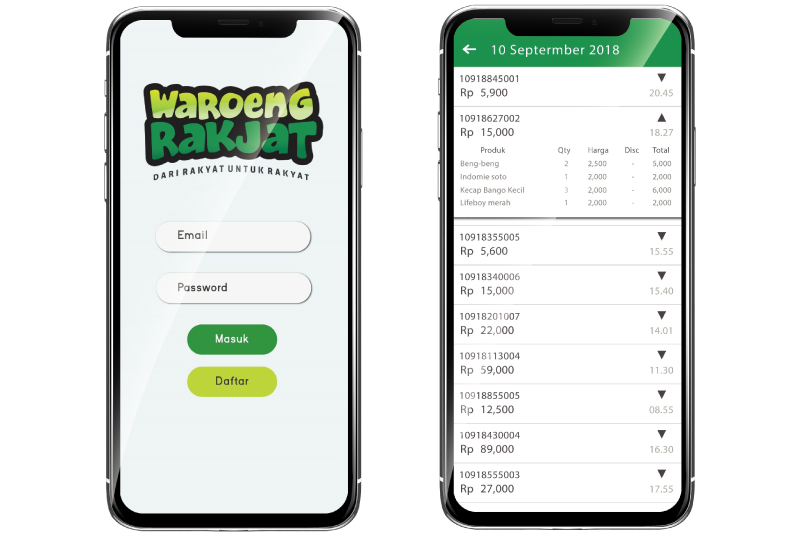 WaRoenG
RakJaT
DARI RAKYAT UNTUK RAKYAT
Email
Password
Masuk
Daftar
10 Septermber 2018
10918845001
Rp 5,900 20.45
10918627002
Rp 15,000 18.27
Produk Qty Harga Disc Total
Beng-beng 2 2,500 - 5,000
Indomie soto 1 2,000 - 2,000
Kecap Bango Kecil 3 2,000 - 6,000
Lifeboy merah 1 2,000 - 2,000
10918355005
Rp 5,600 15.55
10918340006
Rp 15,000 15.40
10918201007
Rp 22,000 14.01
10918113004
Rp 59,000 11.30
10918855005
Rp 12,500 08.55
10918430004
Rp 89,000 16.30
10918555003
Rp 27,000 17.55